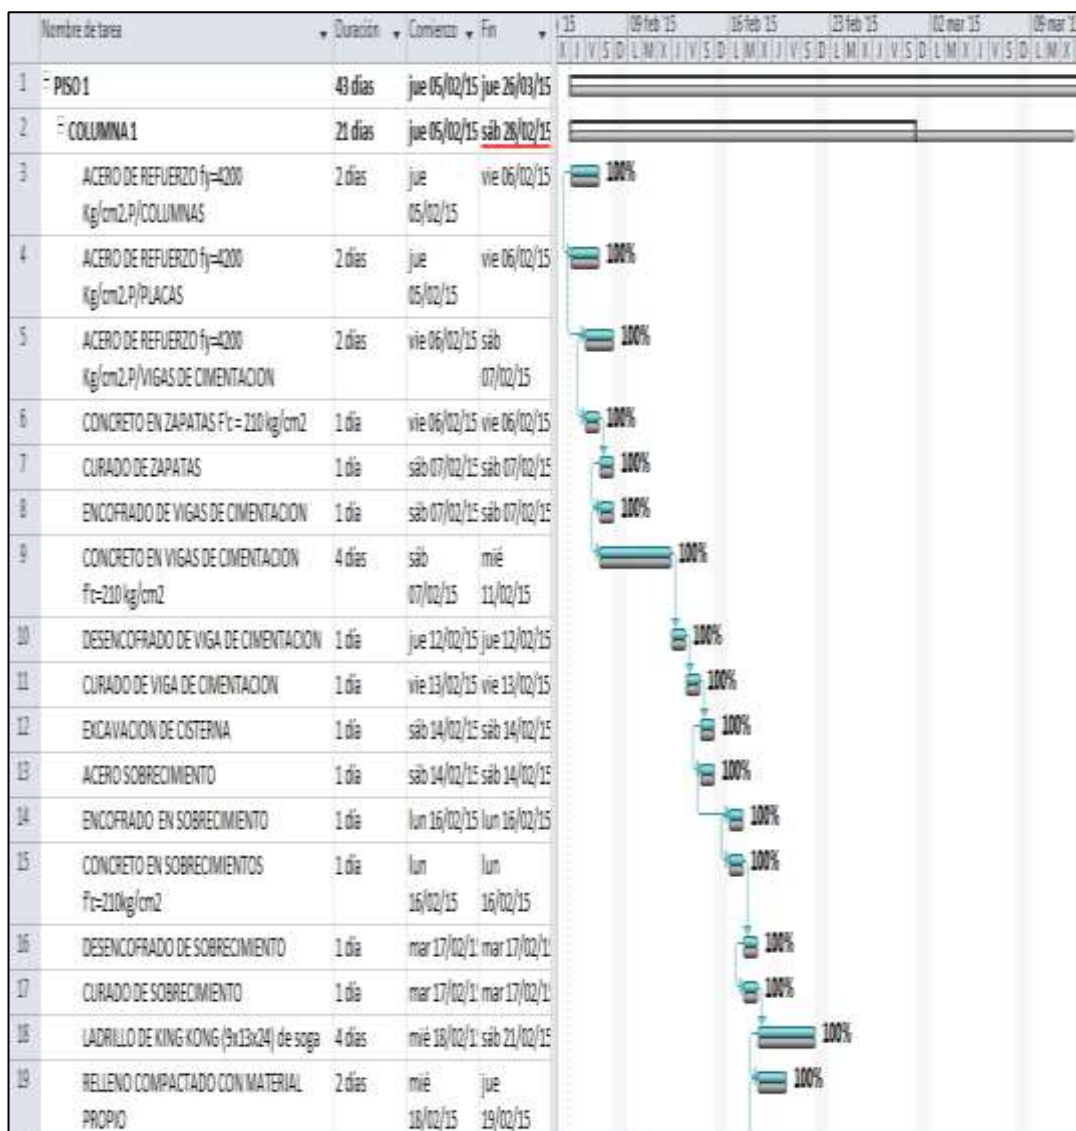 Nombre de tarea Duración Comienzo Fin '15 09 feb '15 16 feb '15 23 feb '15 02 mar '15 09 mar '1
X J V S D L M X J V S D L M X J V S D L M X J V S D L M X J V S D L M X
1 PISO 1 43 días jue 05/02/15 jue 26/03/15
2 COLUMNA 1 21 días jue 05/02/15 sáb 28/02/15
3 ACERO DE REFUERZO fy=4200 2 días jue vie 06/02/15 100%
Kg/cm2.P/COLUMNAS 05/02/15
4 ACERO DE REFUERZO fy=4200 2 días jue vie 06/02/15 100%
Kg/cm2.P/PLACAS 05/02/15
5 ACERO DE REFUERZO fy=4200 2 días vie 06/02/15 sáb 100%
Kg/cm2.P/VIGAS DE CIMENTACION 07/02/15
6 CONCRETO EN ZAPATAS F'c = 210 kg/cm2 1 día vie 06/02/15 vie 06/02/15 100%
7 CURADO DE ZAPATAS 1 día sáb 07/02/15 sáb 07/02/15 100%
8 ENCOFRADO DE VIGAS DE CIMENTACION 1 día sáb 07/02/15 sáb 07/02/15 100%
9 CONCRETO EN VIGAS DE CIMENTACION 4 días sáb mié 100%
f'c=210 kg/cm2 07/02/15 11/02/15
10 DESENCOFRADO DE VIGA DE CIMENTACION 1 día jue 12/02/15 jue 12/02/15 100%
11 CURADO DE VIGA DE CIMENTACION 1 día vie 13/02/15 vie 13/02/15 100%
12 EXCAVACION DE CISTERNA 1 día sáb 14/02/15 sáb 14/02/15 100%
13 ACERO SOBRECIMIENTO 1 día sáb 14/02/15 sáb 14/02/15 100%
14 ENCOFRADO EN SOBRECIMIENTO 1 día lun 16/02/15 lun 16/02/15 100%
15 CONCRETO EN SOBRECIMIENTOS 1 día lun lun 100%
f'c=210kg/cm2 16/02/15 16/02/15
16 DESENCOFRADO DE SOBRECIMIENTO 1 día mar 17/02/1 mar 17/02/1 100%
17 CURADO DE SOBRECIMIENTO 1 día mar 17/02/1 mar 17/02/1 100%
18 LADRILLO DE KING KONG (9x13x24) de soga 4 días mié 18/02/1 sáb 21/02/15 100%
19 RELLENO COMPACTADO CON MATERIAL 2 días mié jue 100%
PROPIO 18/02/15 19/02/15